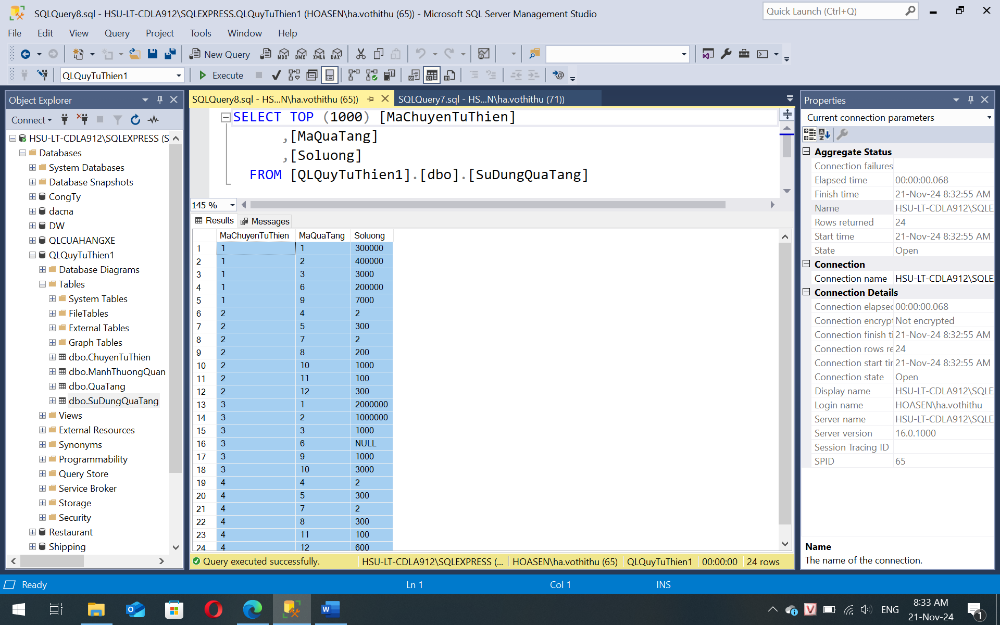 SQLQuery8.sql - HSU-LT-CDLA912\SQLEXPRESS.QLQuyTuThien1 (HOASEN\ha.vothithu (65)) - Microsoft SQL Server Management Studio
Quick Launch (Ctrl+Q)
File Edit View Query Project Tools Window Help
New Query MDX DMX XMLA DAX
QLQuyTuThien1 Execute
Object Explorer
Connect
HSU-LT-CDLA912\SQLEXPRESS (S
Databases
System Databases
Database Snapshots
CongTy
dacna
DW
QLCUAHANGXE
QLQuyTuThien1
Database Diagrams
Tables
System Tables
FileTables
External Tables
Graph Tables
dbo.ChuyenTuThien
dbo.ManhThuongQuan
dbo.QuaTang
dbo.SuDungQuaTang
Views
External Resources
Synonyms
Programmability
Query Store
Service Broker
Storage
Security
Restaurant
Shipping
SQLQuery8.sql - HS...N\ha.vothithu (65)) SQLQuery7.sql - HS...N\ha.vothithu (71))
SELECT TOP (1000) [MaChuyenTuThien]
,[MaQuaTang]
,[Soluong]
FROM [QLQuyTuThien1].[dbo].[SuDungQuaTang]
145 %
Results Messages
MaChuyenTuThien MaQuaTang Soluong
1 1 1 300000
2 1 2 400000
3 1 3 3000
4 1 6 200000
5 1 9 7000
6 2 4 2
7 2 5 300
8 2 7 2
9 2 8 200
10 2 10 1000
11 2 11 100
12 2 12 300
13 3 1 2000000
14 3 2 1000000
15 3 3 1000
16 3 6 NULL
17 3 9 1000
18 3 10 3000
19 4 4 2
20 4 5 300
21 4 7 2
22 4 8 300
23 4 11 100
24 4 12 600
Query executed successfully. HSU-LT-CDLA912\SQLEXPRESS (... HOASEN\ha.vothithu (65) QLQuyTuThien1 00:00:00 24 rows
Properties
Current connection parameters
Aggregate Status
Connection failures
Elapsed time 00:00:00.068
Finish time 21-Nov-24 8:32:55 AM
Name HSU-LT-CDLA912\SQLE
Rows returned 24
Start time 21-Nov-24 8:32:55 AM
State Open
Connection
Connection name HSU-LT-CDLA912\SQLE
Connection Details
Connection elapsed 00:00:00.068
Connection encryp Not encrypted
Connection finish ti 21-Nov-24 8:32:55 AM
Connection rows re 24
Connection start tir 21-Nov-24 8:32:55 AM
Connection state Open
Display name HSU-LT-CDLA912\SQLE
Login name HOASEN\ha.vothithu
Server name HSU-LT-CDLA912\SQLE
Server version 16.0.1000
Session Tracing ID
SPID 65
Name
The name of the connection.
Ready Ln 1 Col 1 INS
ENG
8:33 AM
21-Nov-24
1